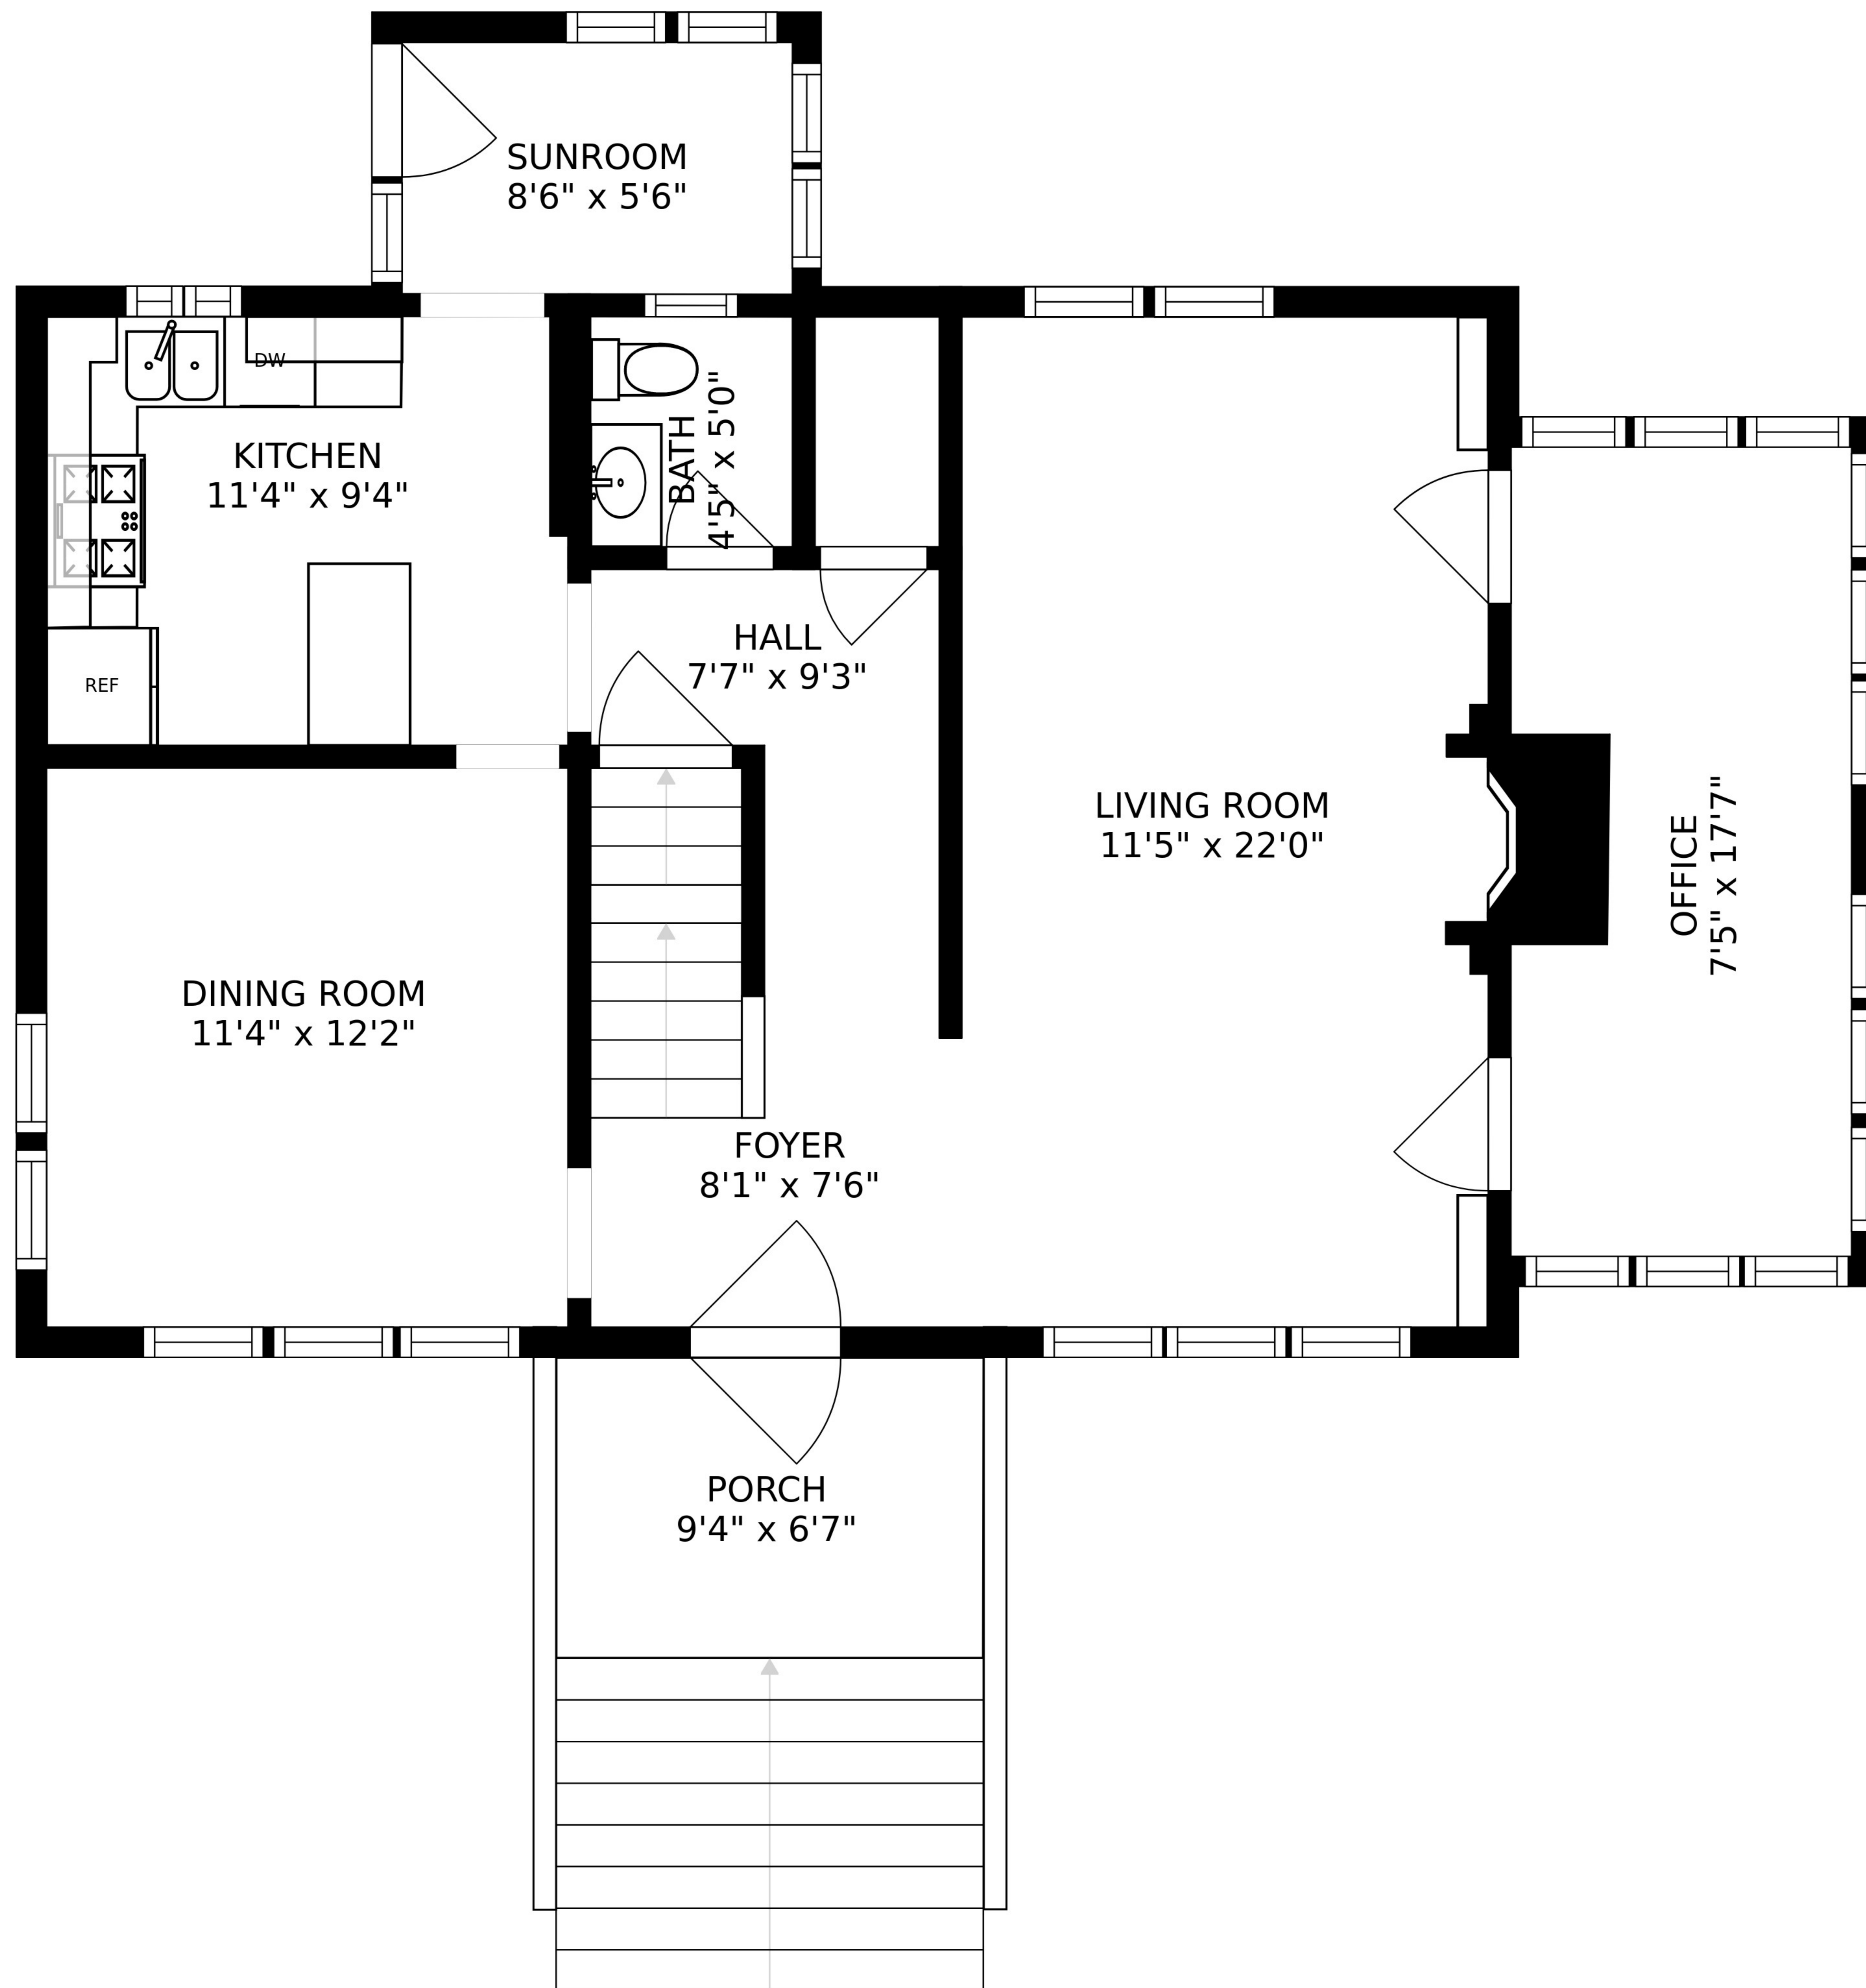 SUNROOM
8'6" x 5'6"
DW
KITCHEN
11'4" x 9'4"
BATH
4'5" x 5'0"
HALL
7'7" x 9'3"
REF
LIVING ROOM
11'5" x 22'0"
OFFICE
7'5" x 17'7"
DINING ROOM
11'4" x 12'2"
FOYER
8'1" x 7'6"
PORCH
9'4" x 6'7"